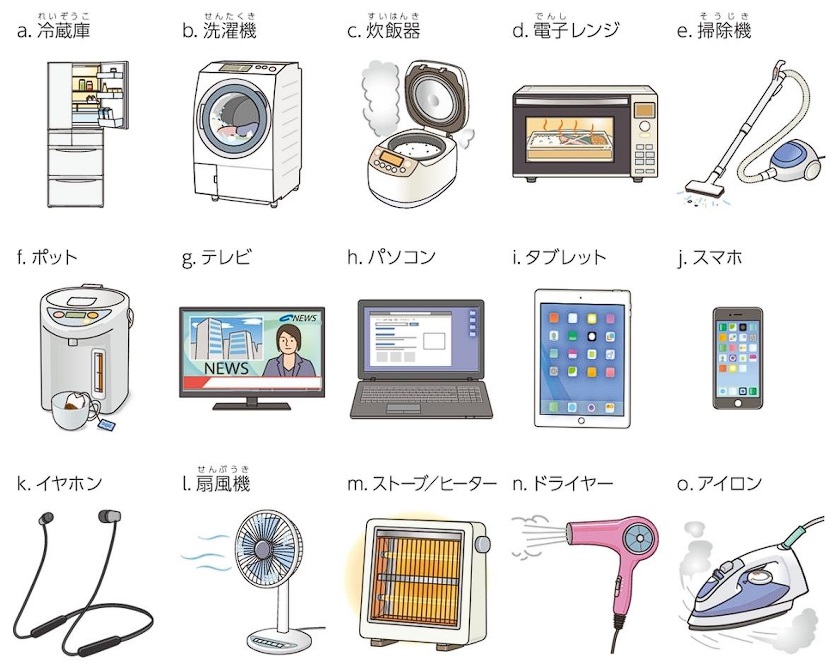 れいぞうこ
a. 冷蔵庫
せんたくき
b. 洗濯機
すいはんき
c. 炊飯器
でんし
d. 電子レンジ
そうじき
e. 掃除機
f. ポット
g. テレビ
NEWS
NEWS
h. パソコン
i. タブレット
j. スマホ
k. イヤホン
せんぷうき
l. 扇風機
m. ストーブ/ヒーター
n. ドライヤー
o. アイロン